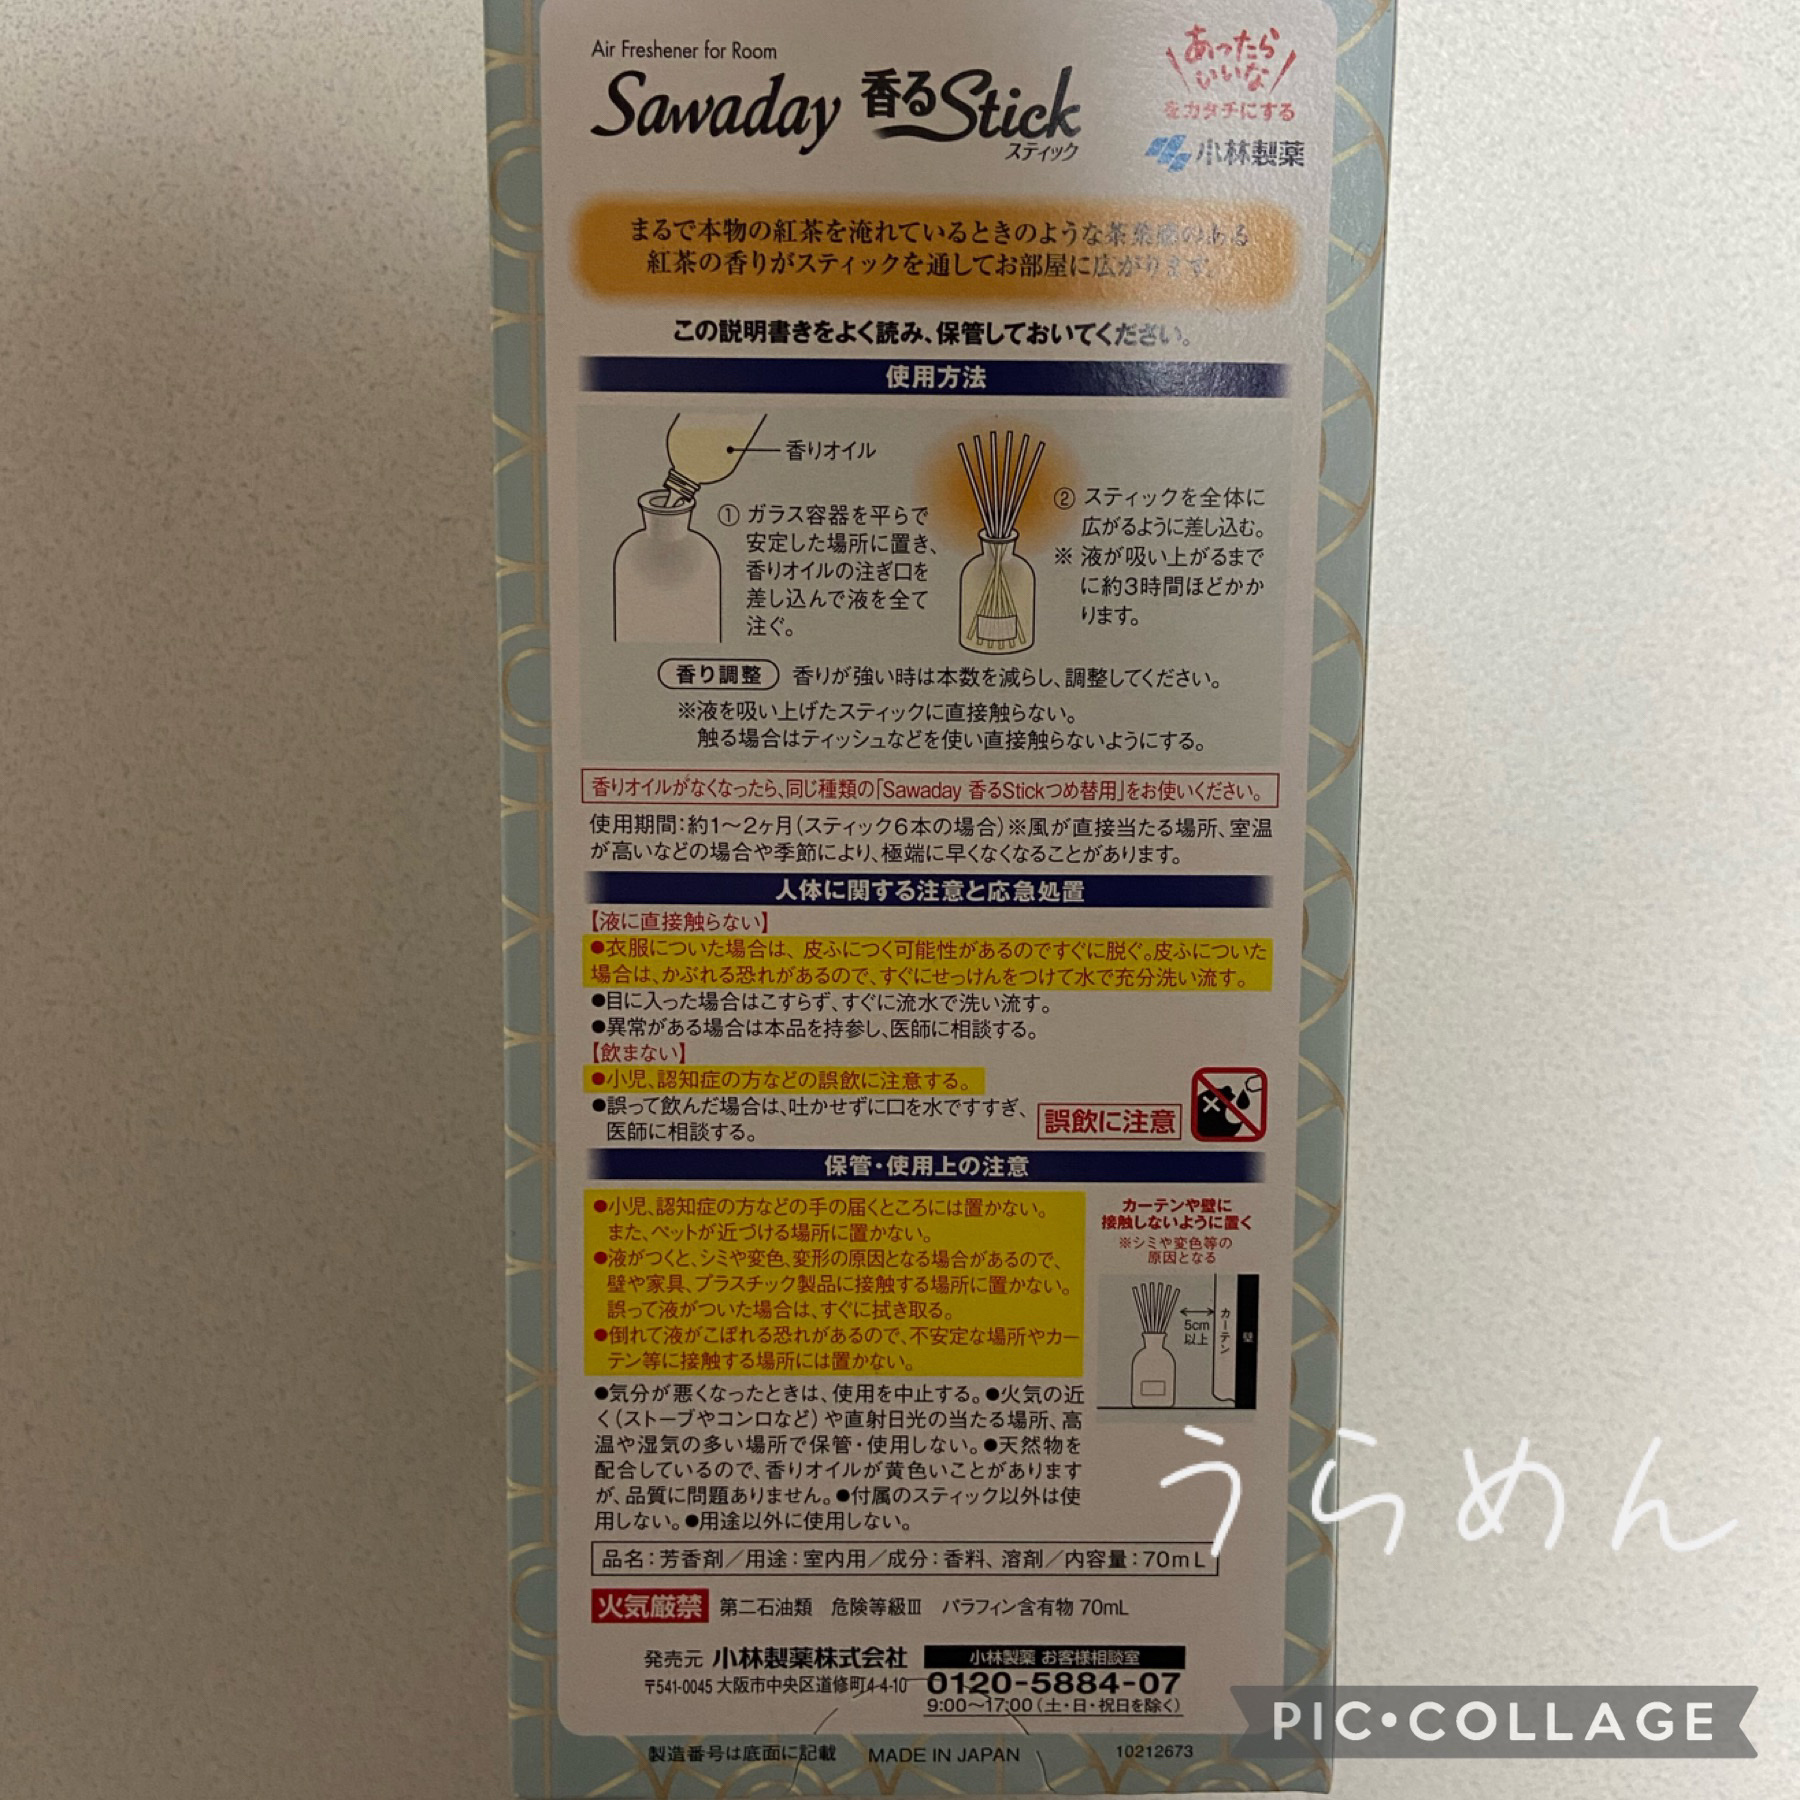 Air Freshener for Room
Sawaday 香るStick
スティック
あったら
いいな
をカタチにする
小林製薬
まるで本物の紅茶を淹れているときのような茶葉感のある
紅茶の香りがスティックを通してお部屋に広がります。
この説明書きをよく読み、保管しておいてください。
使用方法
香りオイル
① ガラス容器を平らで
安定した場所に置き、
香りオイルの注ぎ口を
差し込んで液を全て
注ぐ。
② スティックを全体に
広がるように差し込む。
※ 液が吸い上がるまで
に約3時間ほどかか
ります。
香り調整 香りが強い時は本数を減らし、調整してください。
※液を吸い上げたスティックに直接触らない。
触る場合はティッシュなどを使い直接触らないようにする。
香りオイルがなくなったら、同じ種類の「Sawaday 香るStickつめ替用」をお使いください。
使用期間：約1～2ヶ月（スティック6本の場合）※風が直接当たる場所、室温
が高いなどの場合や季節により、極端に早くなくなることがあります。
人体に関する注意と応急処置
【液に直接触らない】
●衣服についた場合は、皮ふにつく可能性があるのですぐに脱ぐ。皮ふについた
場合は、かぶれる恐れがあるので、すぐにせっけんをつけて水で充分洗い流す。
●目に入った場合はこすらず、すぐに流水で洗い流す。
●異常がある場合は本品を持参し、医師に相談する。
【飲まない】
●小児、認知症の方などの誤飲に注意する。
●誤って飲んだ場合は、吐かせずに口を水ですすぎ、
医師に相談する。
誤飲に注意
保管・使用上の注意
●小児、認知症の方などの手の届くところには置かない。
また、ペットが近づける場所に置かない。
●液がつくと、シミや変色、変形の原因となる場合があるので、
壁や家具、プラスチック製品に接触する場所に置かない。
誤って液がついた場合は、すぐに拭き取る。
●倒れて液がこぼれる恐れがあるので、不安定な場所やカー
テン等に接触する場所には置かない。
●気分が悪くなったときは、使用を中止する。●火気の近
く（ストーブやコンロなど）や直射日光の当たる場所、高
温や湿気の多い場所で保管・使用しない。●天然物を
配合しているので、香りオイルが黄色いことがあります
が、品質に問題ありません。●付属のスティック以外は使
用しない。●用途以外に使用しない。
カーテンや壁に
接触しないように置く
※シミや変色等の
原因となる
5cm
以上
カーテン
壁
うらめん
品名：芳香剤／用途：室内用／成分：香料、溶剤／内容量：70mL
火気厳禁 第二石油類 危険等級Ⅲ パラフィン含有物 70mL
発売元 小林製薬株式会社
〒541-0045 大阪市中央区道修町4-4-10
小林製薬 お客様相談室
0120-5884-07
9:00～17:00（土・日・祝日を除く）
製造番号は底面に記載 MADE IN JAPAN 10212673
PIC•COLLAGE